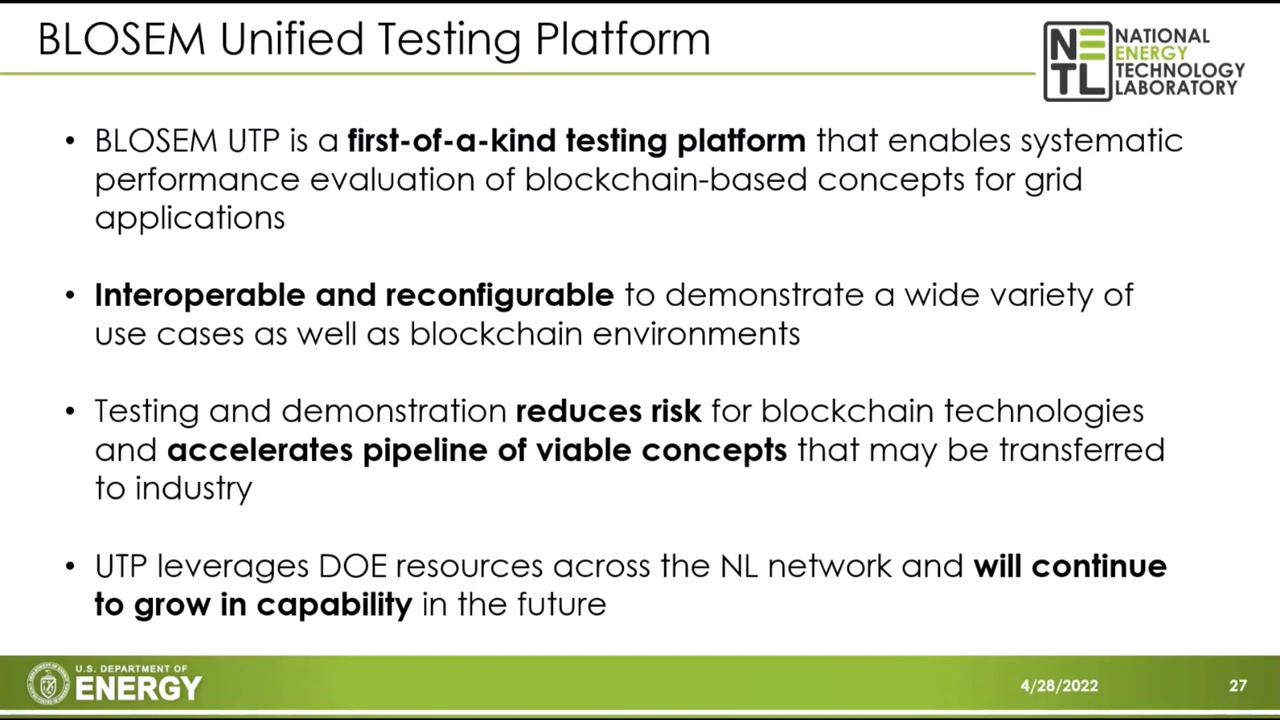 BLOSEM Unified Testing Platform
NETL
NATIONAL
ENERGY
TECHNOLOGY
LABORATORY
• BLOSEM UTP is a first-of-a-kind testing platform that enables systematic
performance evaluation of blockchain-based concepts for grid
applications
• Interoperable and reconfigurable to demonstrate a wide variety of
use cases as well as blockchain environments
• Testing and demonstration reduces risk for blockchain technologies
and accelerates pipeline of viable concepts that may be transferred
to industry
• UTP leverages DOE resources across the NL network and will continue
to grow in capability in the future
U.S. DEPARTMENT OF
ENERGY
4/28/2022
27